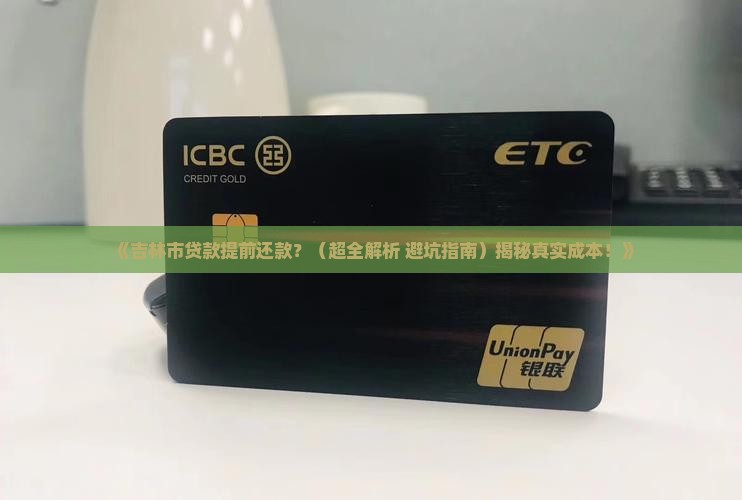 ICBC
ETC
CREDIT GOLD
《吉林市贷款提前还款?(超全解析 避坑指南)揭秘真实成本!》
UnionPay
银联